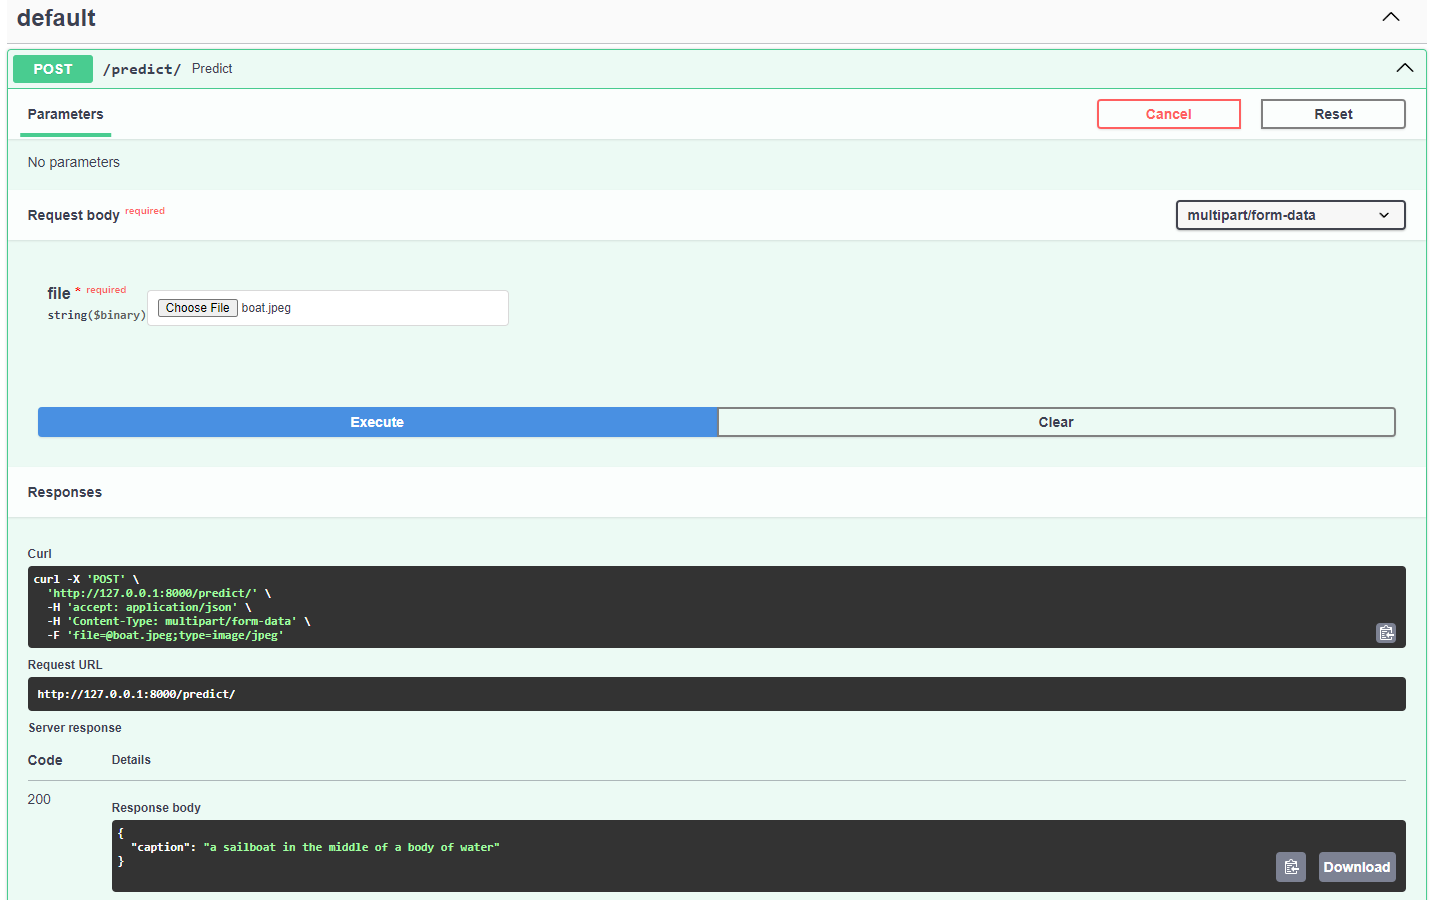 default
POST /predict/ Predict
Parameters Cancel Reset
No parameters
Request body required multipart/form-data
file * required
string($binary) Choose File boat.jpeg
Execute Clear
Responses
Curl
curl -X 'POST' \
'http://127.0.0.1:8000/predict/' \
-H 'accept: application/json' \
-H 'Content-Type: multipart/form-data' \
-F 'file=@boat.jpeg;type=image/jpeg'
Request URL
http://127.0.0.1:8000/predict/
Server response
Code Details
200
Response body
{
"caption": "a sailboat in the middle of a body of water"
}
Download